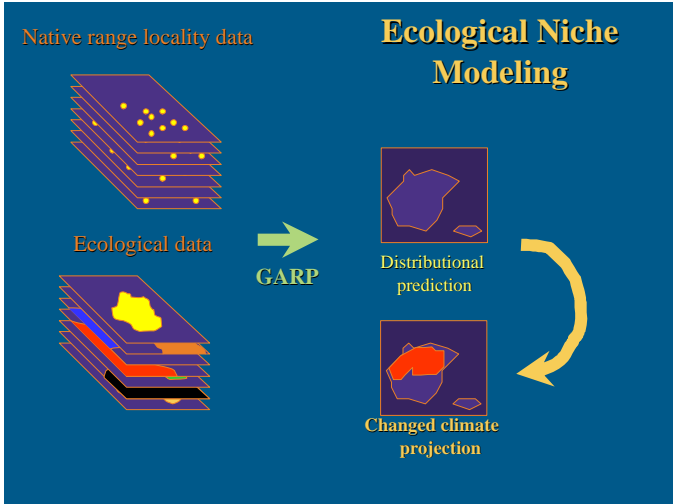 Native range locality data
Ecological Niche
Modeling
Ecological data
GARP
Distributional
prediction
Changed climate
projection